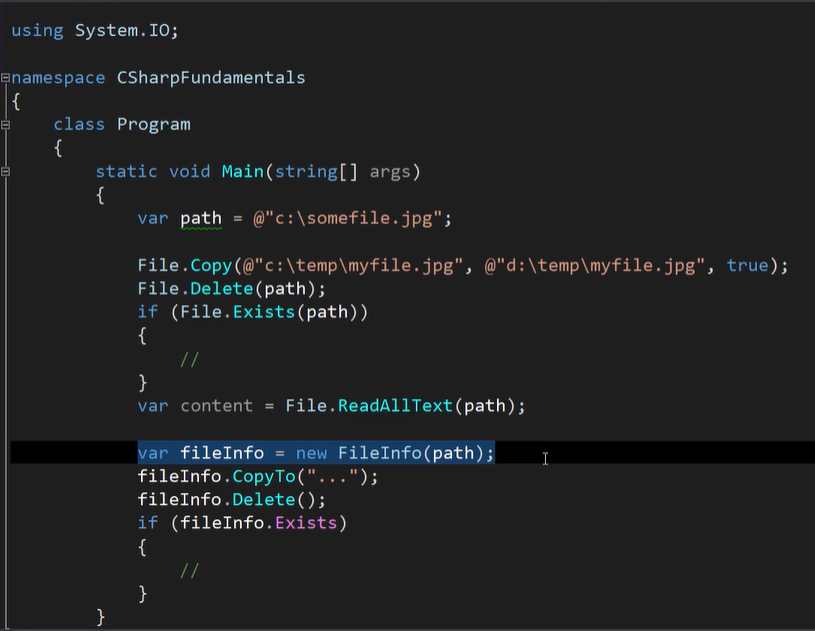 using System.IO;
namespace CSharpFundamentals
{
class Program
{
static void Main(string[] args)
{
var path = @"c:\somefile.jpg";
File.Copy(@"c:\temp\myfile.jpg", @"d:\temp\myfile.jpg", true);
File.Delete(path);
if (File.Exists(path))
{
//
}
var content = File.ReadAllText(path);
var fileInfo = new FileInfo(path);
fileInfo.CopyTo("...");
fileInfo.Delete();
if (fileInfo.Exists)
{
//
}
}